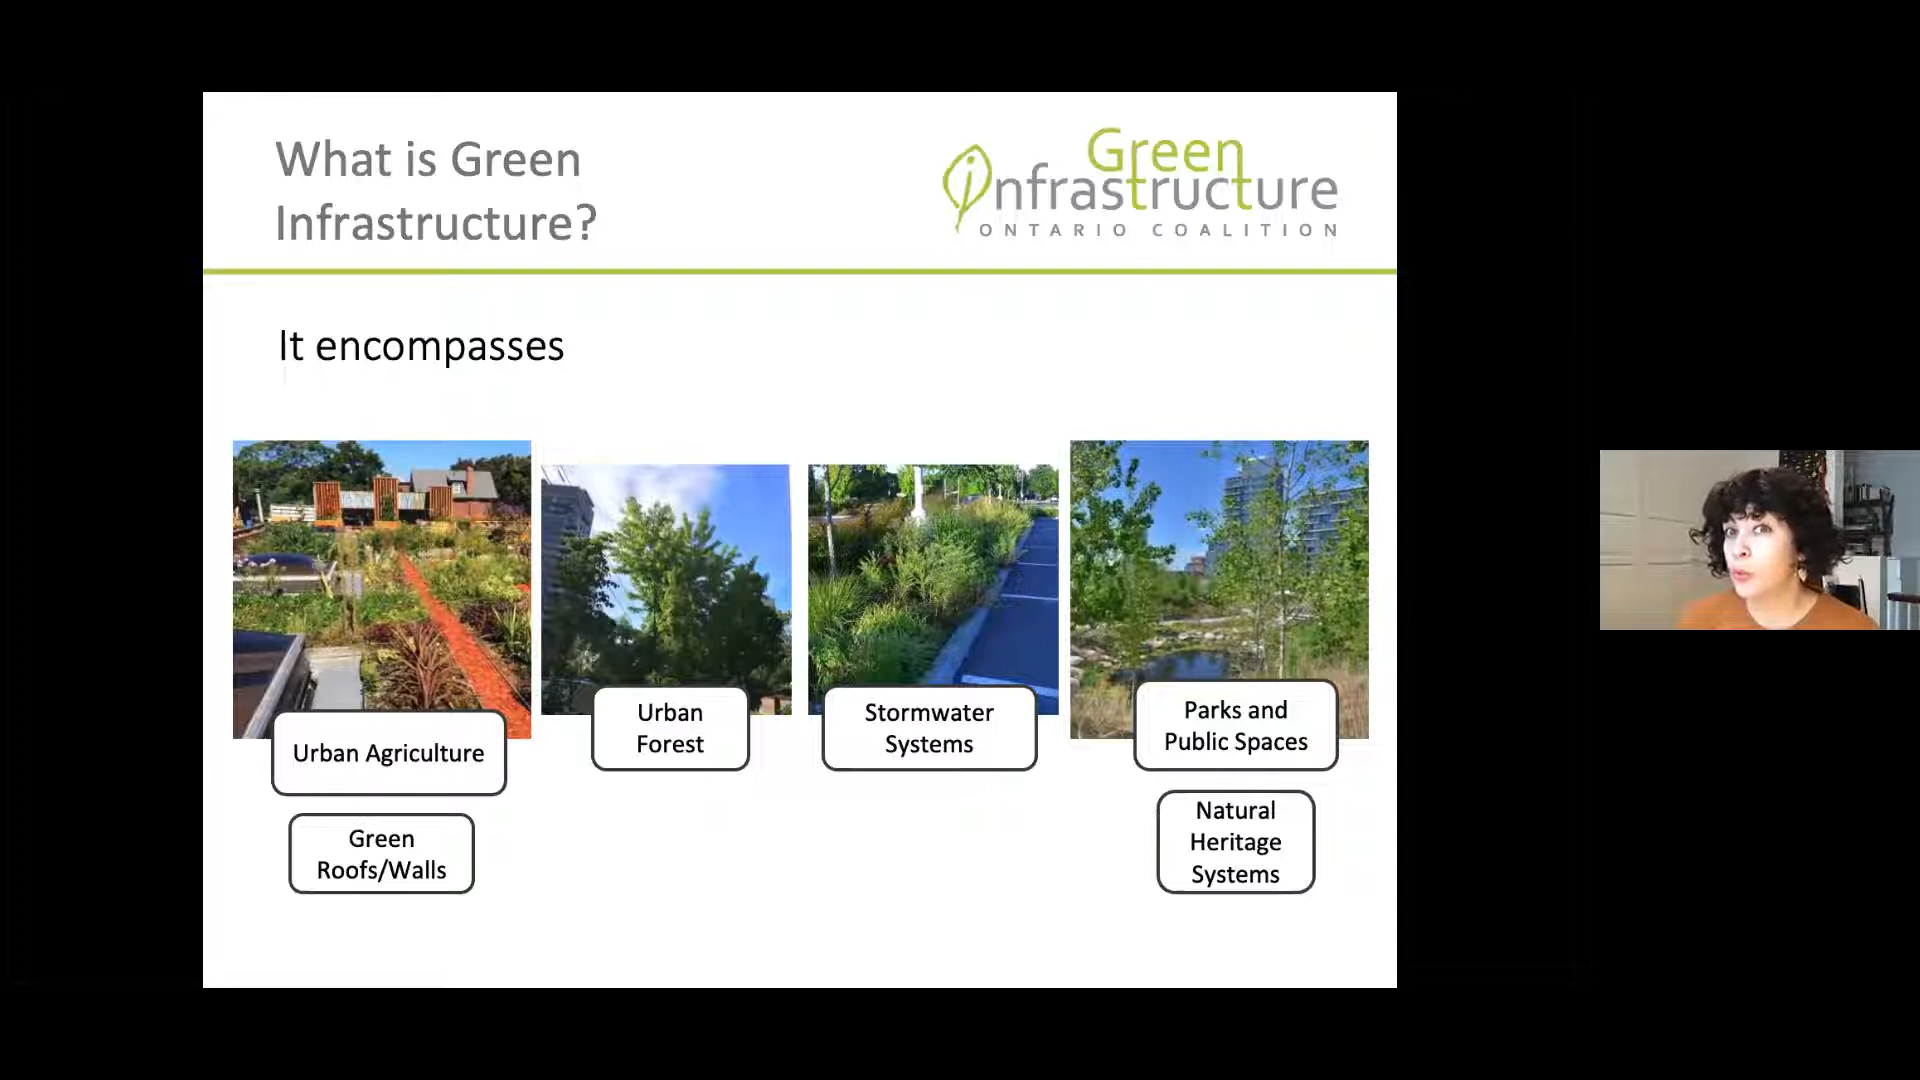 What is Green
Infrastructure?
Green
infrastructure
ONTARIO COALITION
It encompasses
Urban Agriculture
Green
Roofs/Walls
Urban
Forest
Stormwater
Systems
Parks and
Public Spaces
Natural
Heritage
Systems